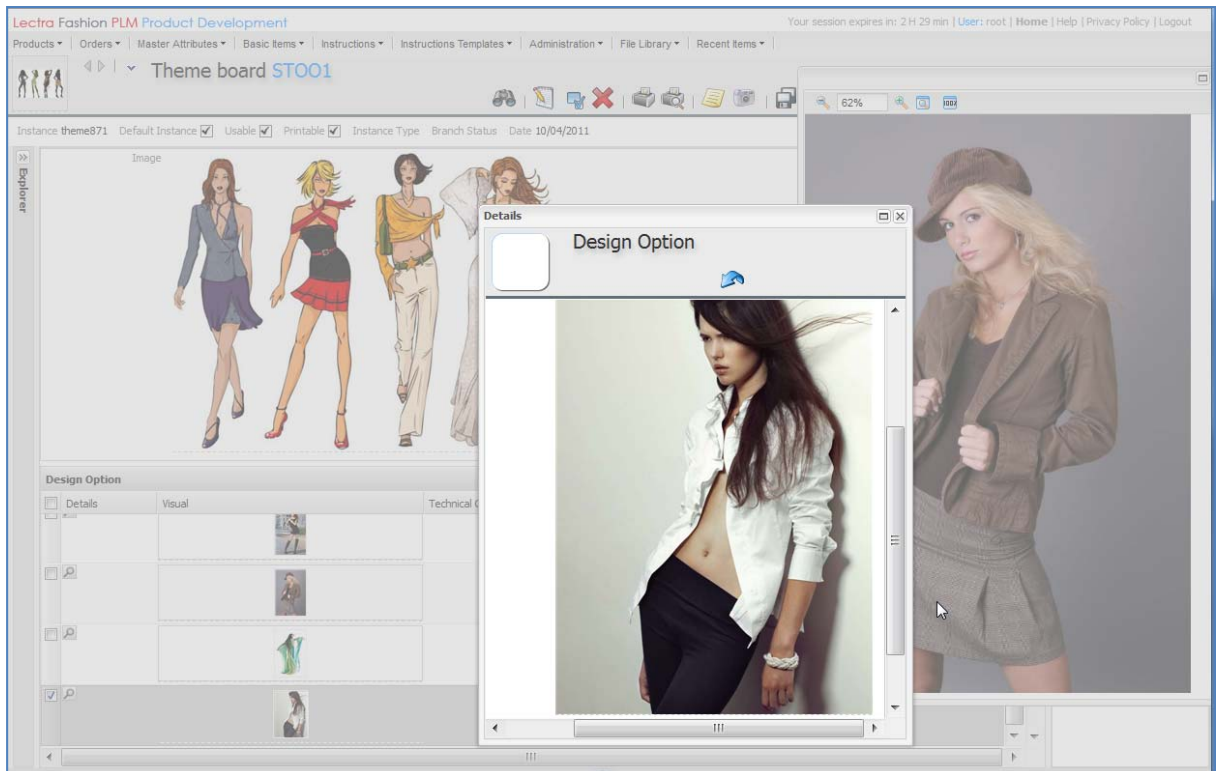 Lectra Fashion PLM Product Development
Your session expires in: 2 H 29 min | User: root | Home | Help | Privacy Policy | Logout
Products | Orders | Master Attributes | Basic Items | Instructions | Instructions Templates | Administration | File Library | Recent Items |
Theme board ST001
62%
100%
Instance theme871 Default Instance Usable Printable Instance Type Branch Status Date 10/04/2011
Explorer
Image
Details
Design Option
Design Option
Details Visual Technical